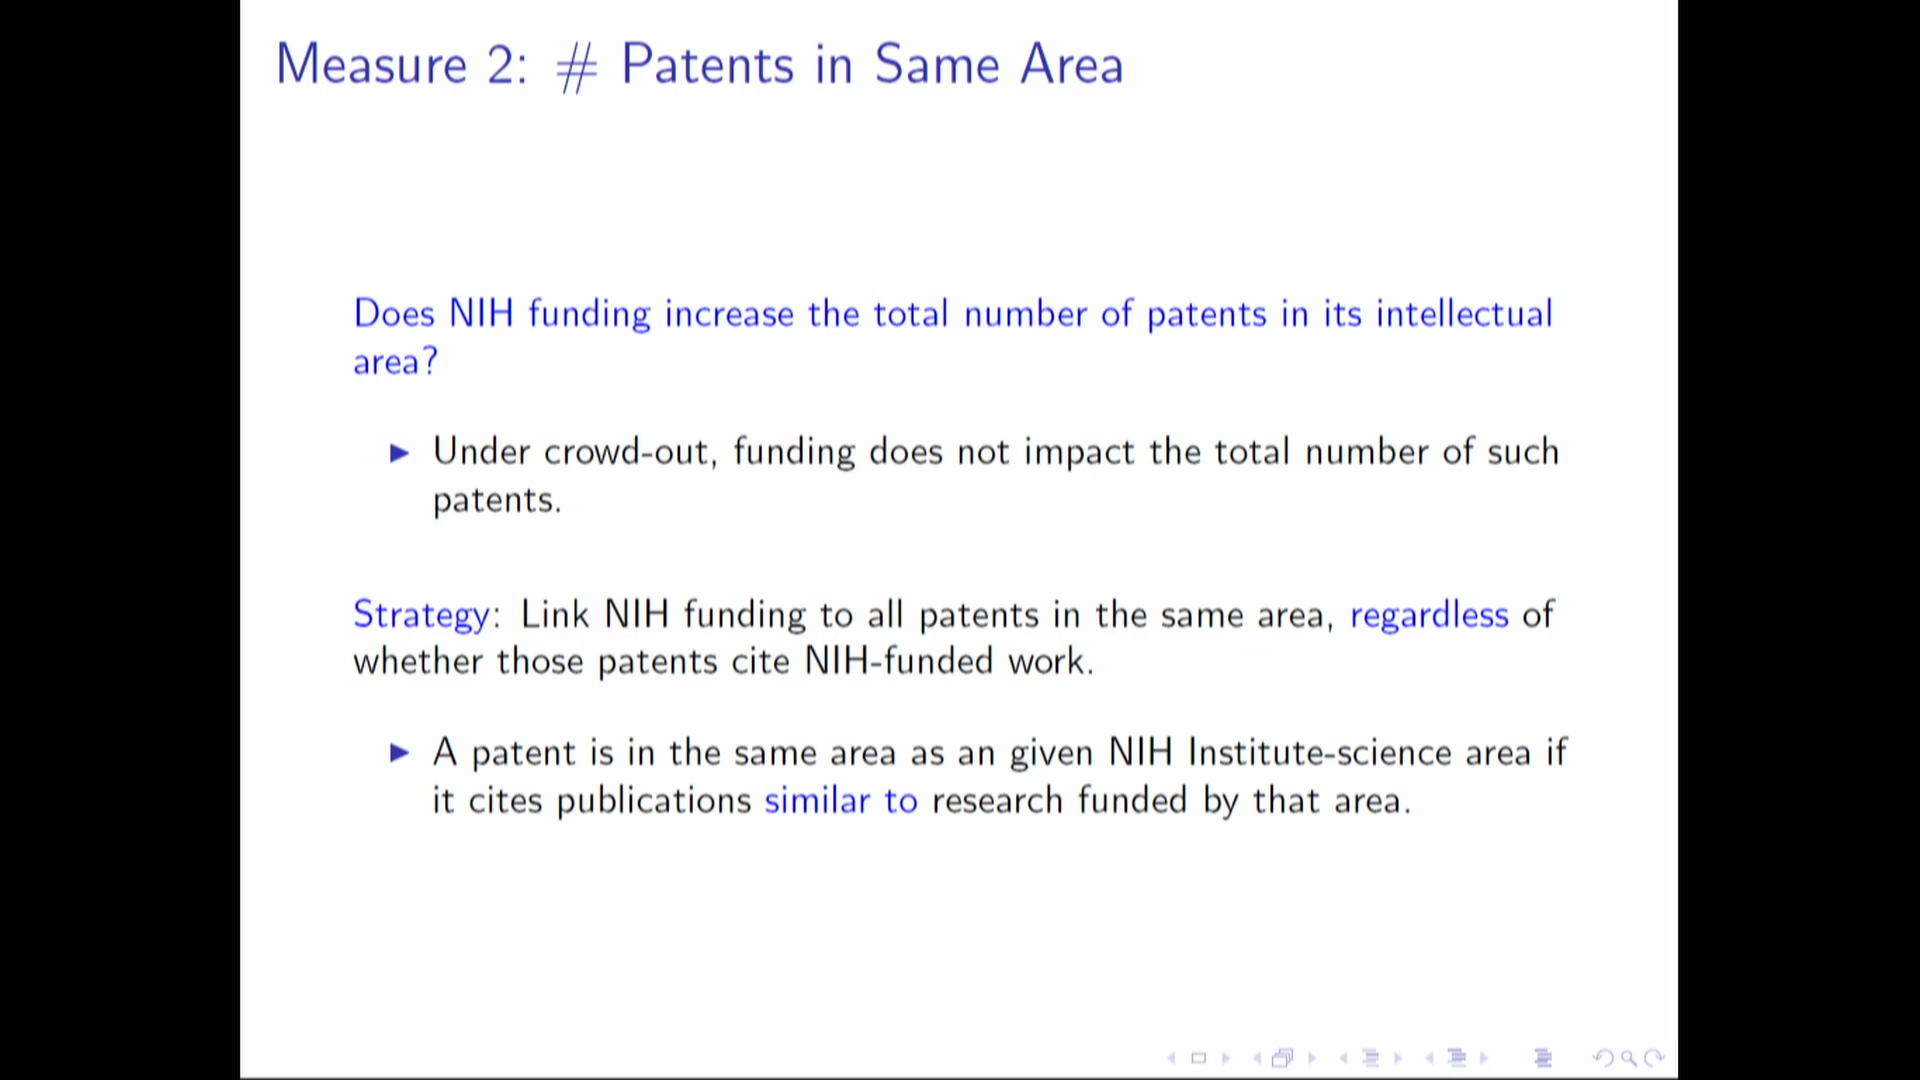 Measure 2: # Patents in Same Area
Does NIH funding increase the total number of patents in its intellectual
area?
Under crowd-out, funding does not impact the total number of such
patents.
Strategy: Link NIH funding to all patents in the same area, regardless of
whether those patents cite NIH-funded work.
A patent is in the same area as an given NIH Institute-science area if
it cites publications similar to research funded by that area.